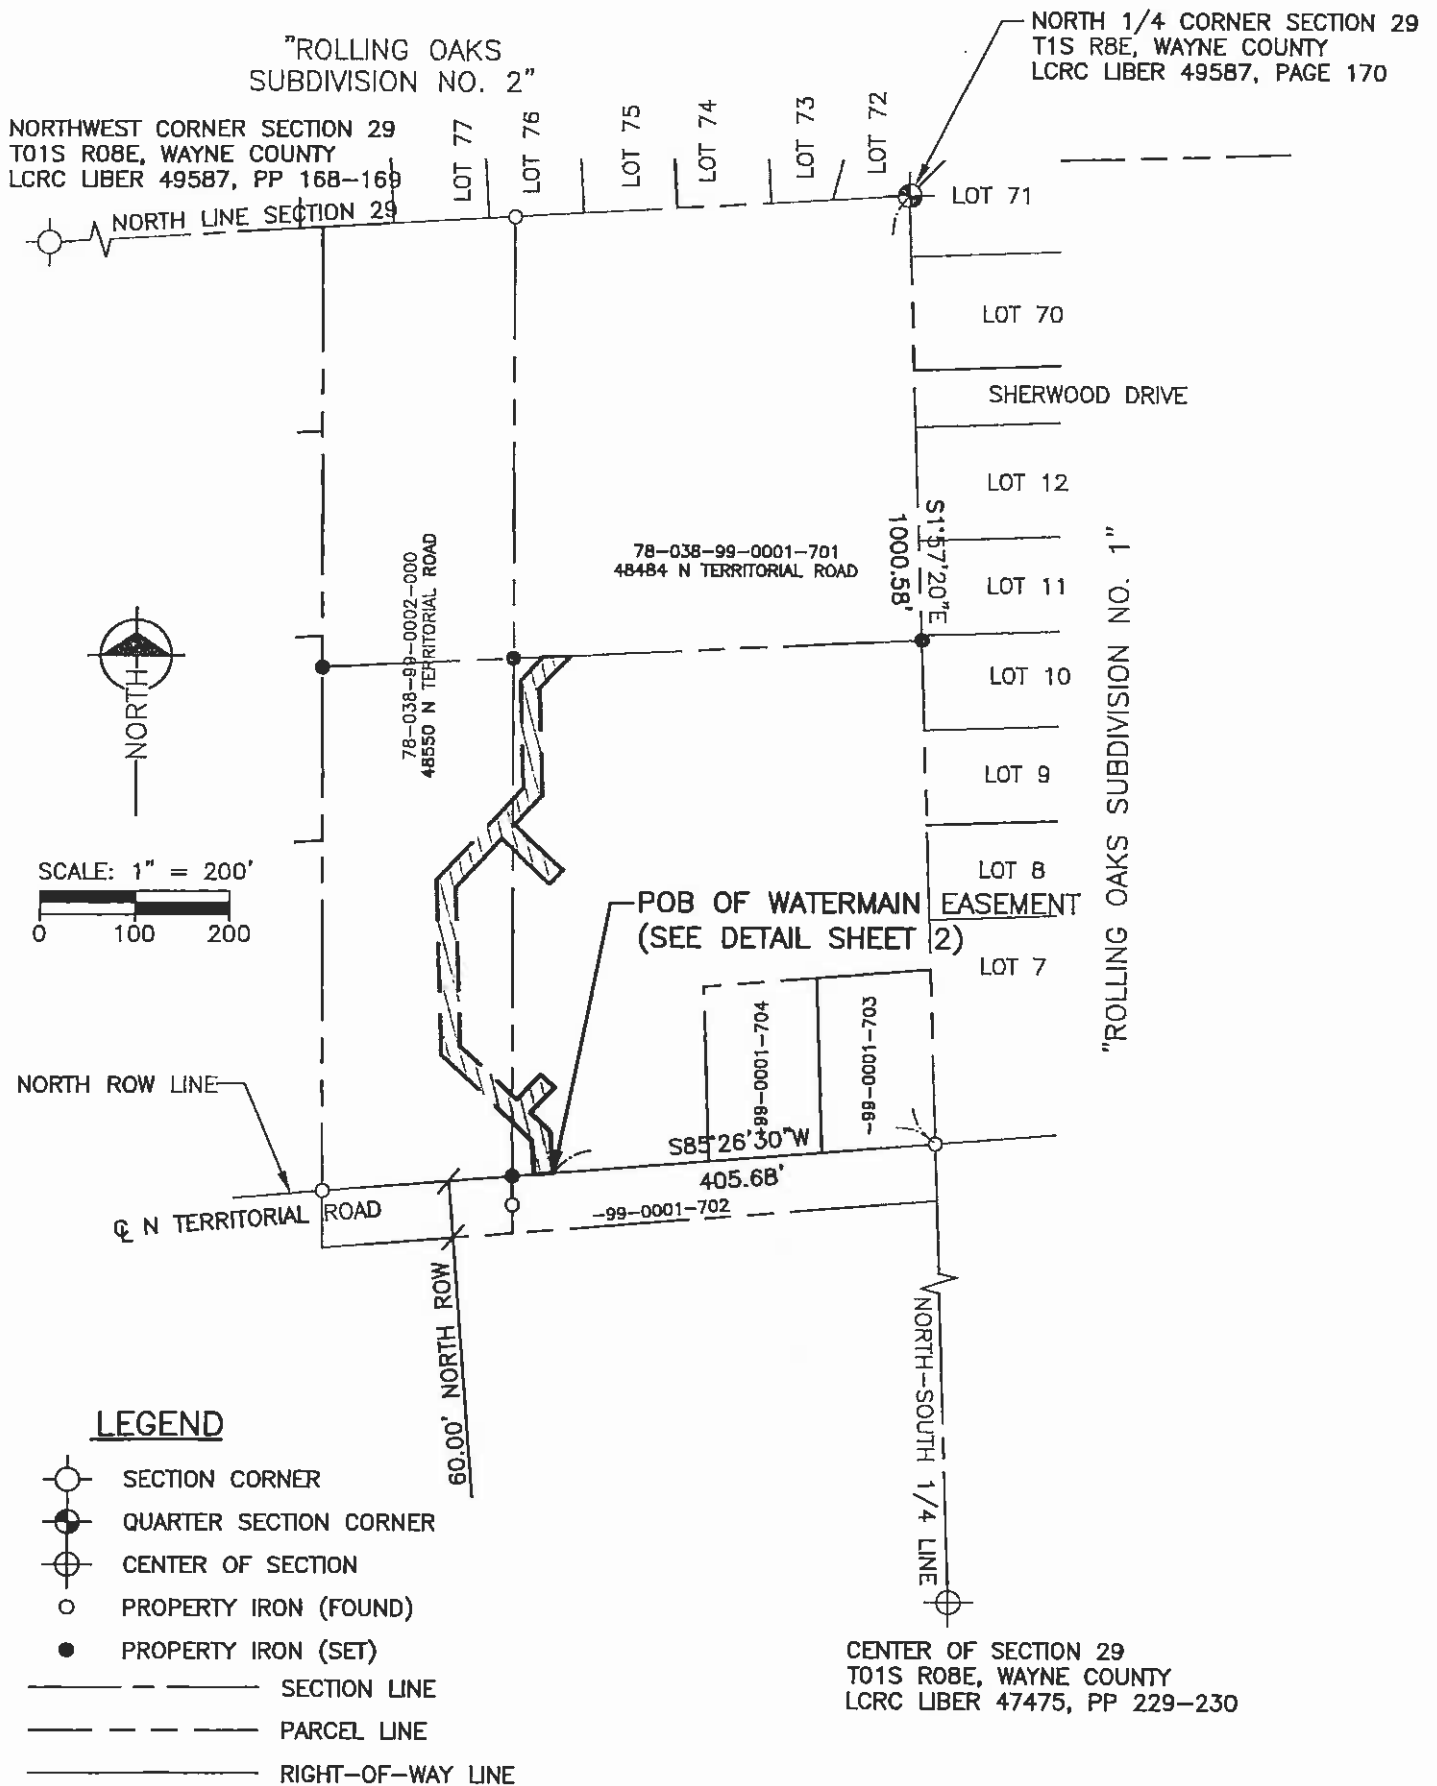 "ROLLING OAKS
SUBDIVISION NO. 2"
NORTH 1/4 CORNER SECTION 29
T1S R8E, WAYNE COUNTY
LCRC LIBER 49587, PAGE 170
NORTHWEST CORNER SECTION 29
T01S R08E, WAYNE COUNTY
LCRC LIBER 49587, PP 168-169
NORTH LINE SECTION 29
LOT 77
LOT 76
LOT 75
LOT 74
LOT 73
LOT 72
LOT 71
LOT 70
SHERWOOD DRIVE
LOT 12
LOT 11
LOT 10
LOT 9
LOT 8
LOT 7
"ROLLING OAKS SUBDIVISION NO. 1"
S1°57'20"E
1000.58'
78-038-99-0001-701
48484 N TERRITORIAL ROAD
78-038-99-0002-000
48550 N TERRITORIAL ROAD
NORTH
SCALE: 1" = 200'
0 100 200
POB OF WATERMAIN EASEMENT
(SEE DETAIL SHEET 2)
-99-0001-704
-99-0001-703
NORTH ROW LINE
S85°26'30"W
405.68'
-99-0001-702
℄ N TERRITORIAL ROAD
60.00' NORTH ROW
NORTH-SOUTH 1/4 LINE
LEGEND
SECTION CORNER
QUARTER SECTION CORNER
CENTER OF SECTION
PROPERTY IRON (FOUND)
PROPERTY IRON (SET)
SECTION LINE
PARCEL LINE
RIGHT-OF-WAY LINE
CENTER OF SECTION 29
T01S R08E, WAYNE COUNTY
LCRC LIBER 47475, PP 229-230